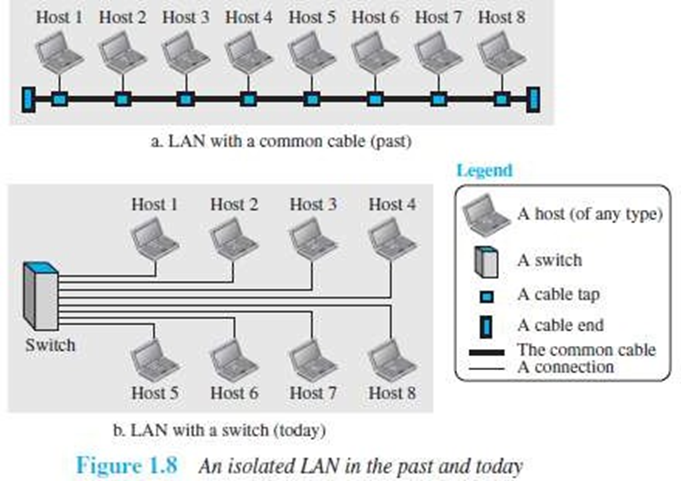 Host 1 Host 2 Host 3 Host 4 Host 5 Host 6 Host 7 Host 8
a. LAN with a common cable (past)
Legend
Host 1 Host 2 Host 3 Host 4
A host (of any type)
A switch
A cable tap
A cable end
The common cable
A connection
Switch
Host 5 Host 6 Host 7 Host 8
b. LAN with a switch (today)
Figure 1.8 An isolated LAN in the past and today